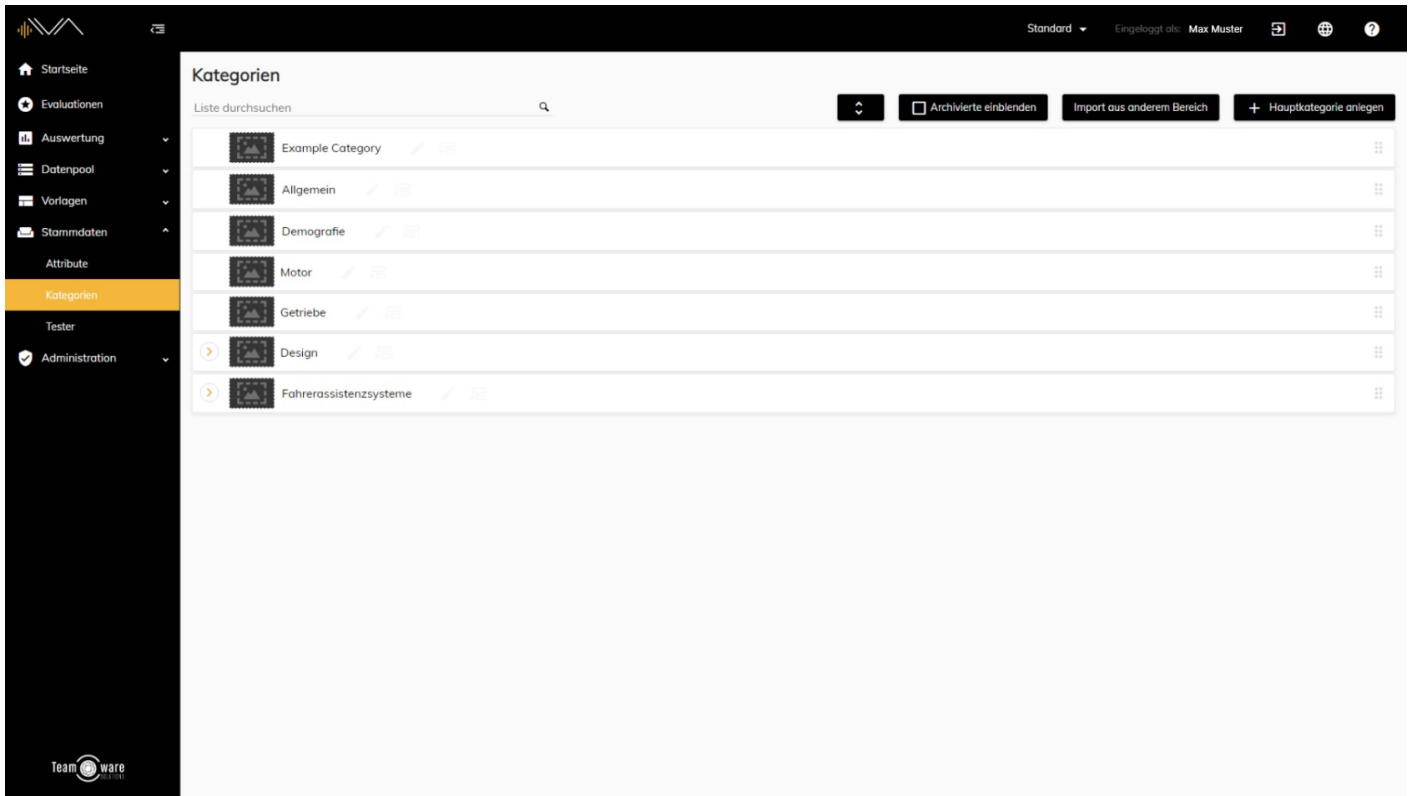 Standard
Eingeloggt als: Max Muster
Startseite
Evaluationen
Auswertung
Datenpool
Vorlagen
Stammdaten
Attribute
Kategorien
Tester
Administration
Team ware
SOLUTIONS
Kategorien
Liste durchsuchen
Archivierte einblenden
Import aus anderem Bereich
+ Hauptkategorie anlegen
Example Category
Allgemein
Demografie
Motor
Getriebe
Design
Fahrerassistenzsysteme